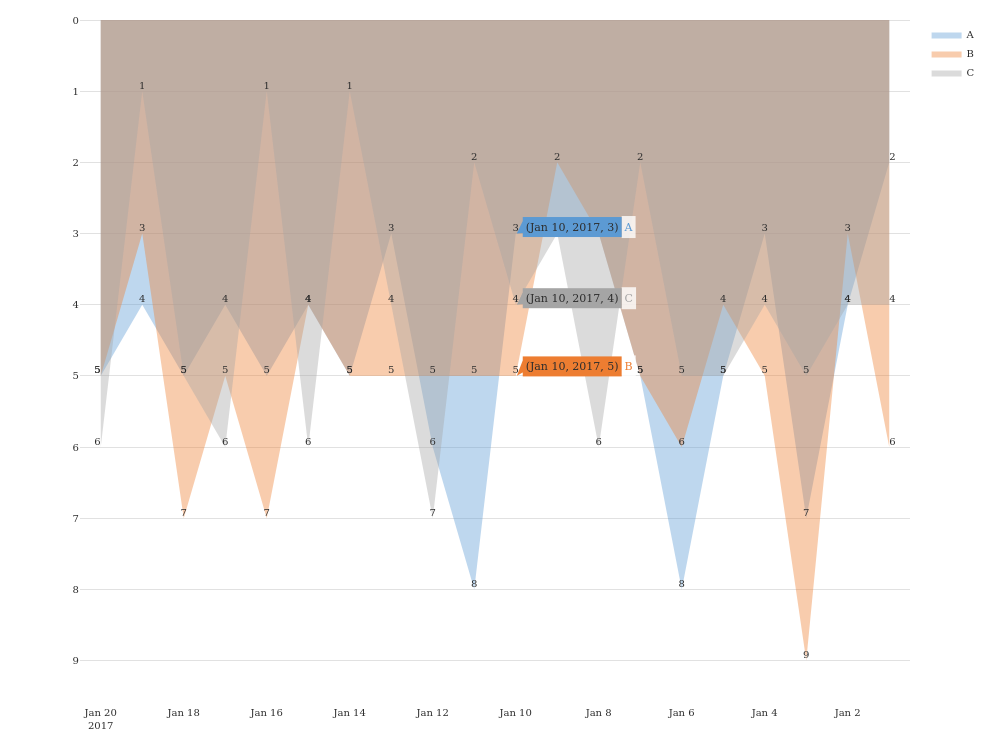 0
A
B
C
1 1 1 1
2 2 2 2 2
3 3 3 3 (Jan 10, 2017, 3) A 3 3
4 4 4 4 4 4 (Jan 10, 2017, 4) C 4 4 4 4
5 5 5 5 5 5 5 5 5 5 (Jan 10, 2017, 5) B 5 5 5 5 5
6 6 6 6 6 6 6 6
7 7 7 7 7
8 8 8
9 9
Jan 20 Jan 18 Jan 16 Jan 14 Jan 12 Jan 10 Jan 8 Jan 6 Jan 4 Jan 2
2017